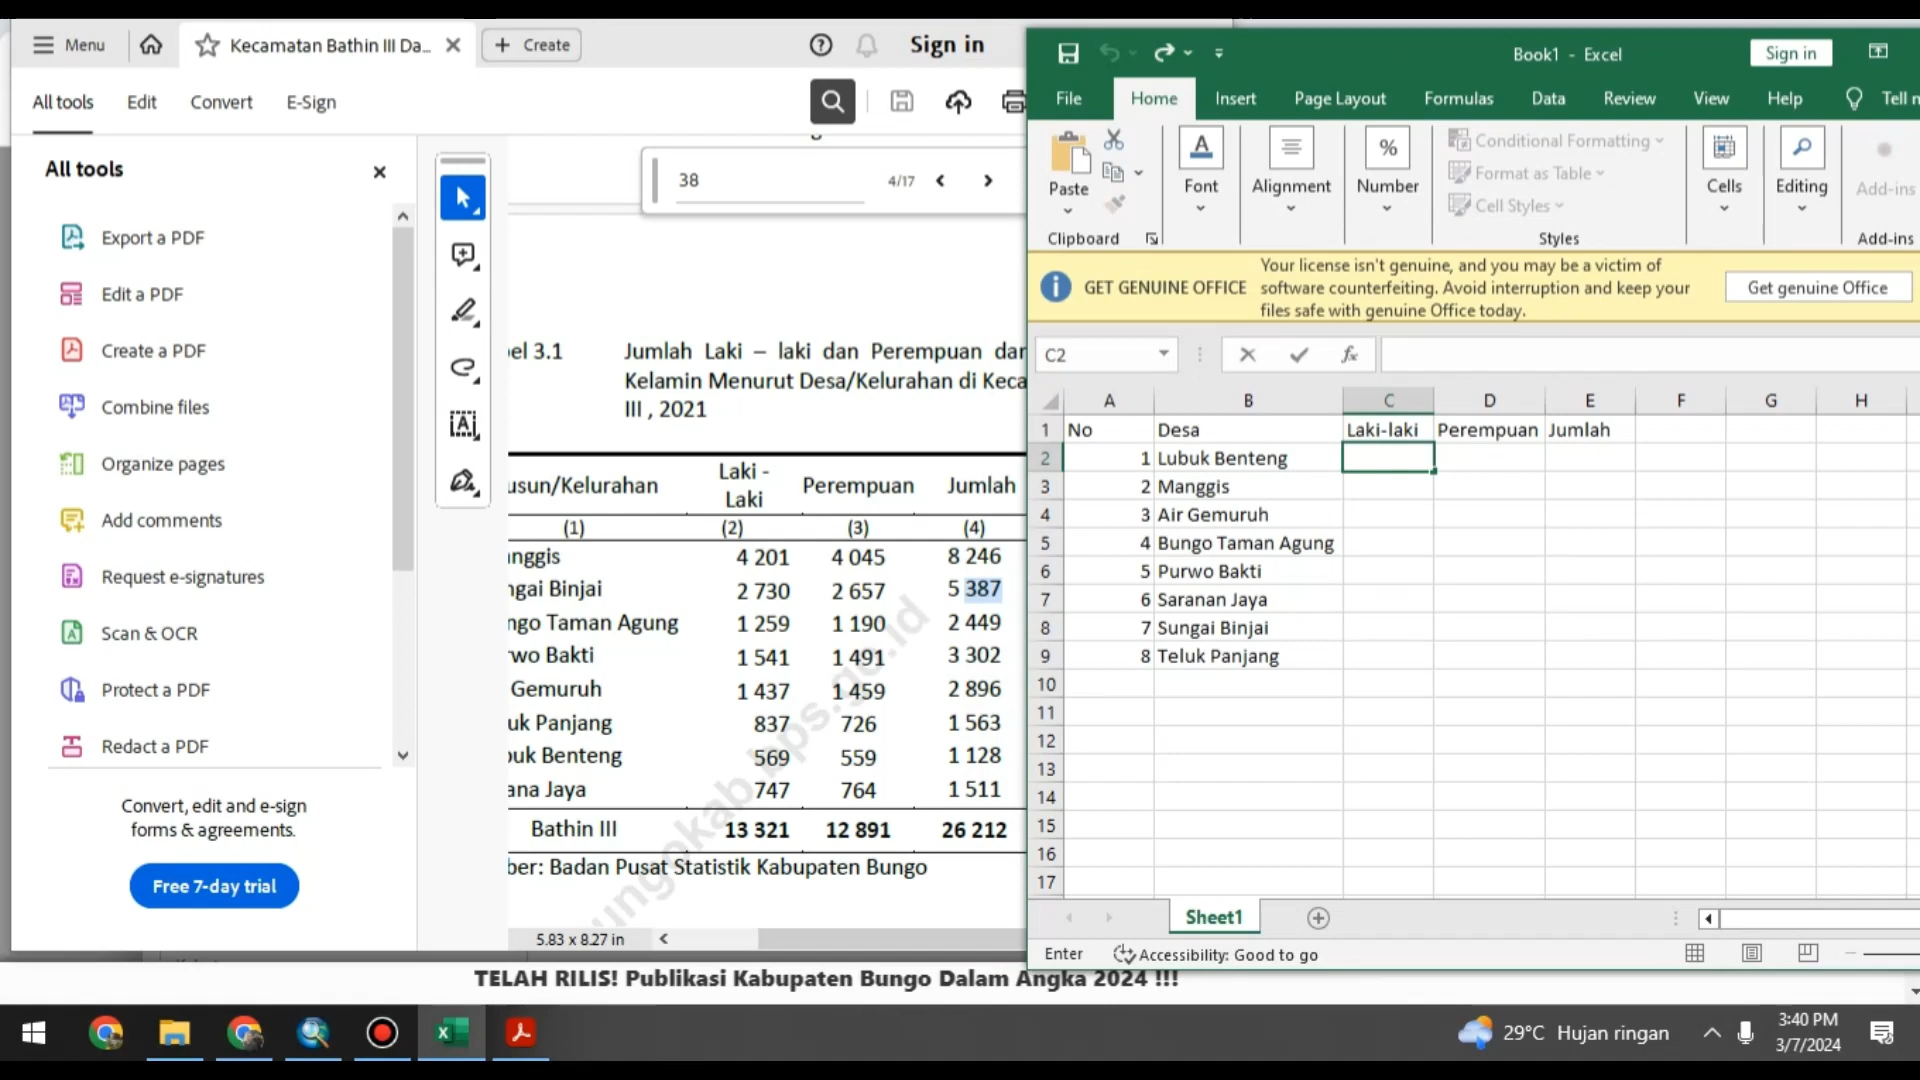 Menu
Kecamatan Bathin III Da...
Create
Sign in
All tools
Edit
Convert
E-Sign
All tools
Export a PDF
Edit a PDF
Create a PDF
Combine files
Organize pages
Add comments
Request e-signatures
Scan & OCR
Protect a PDF
Redact a PDF
Convert, edit and e-sign
forms & agreements.
Free 7-day trial
38
4/17
el 3.1
Jumlah Laki – laki dan Perempuan dar
Kelamin Menurut Desa/Kelurahan di Keca
III , 2021
usun/Kelurahan Laki - Laki Perempuan Jumlah
(1) (2) (3) (4)
nggis 4 201 4 045 8 246
ngai Binjai 2 730 2 657 5 387
ngo Taman Agung 1 259 1 190 2 449
rwo Bakti 1 541 1 491 3 302
Gemuruh 1 437 1 459 2 896
uk Panjang 837 726 1 563
buk Benteng 569 559 1 128
ana Jaya 747 764 1 511
Bathin III 13 321 12 891 26 212
ber: Badan Pusat Statistik Kabupaten Bungo
ungokab.bps.go.id
5.83 x 8.27 in
Book1 - Excel
Sign in
File Home Insert Page Layout Formulas Data Review View Help Tell n
Paste
Clipboard
Font
Alignment
%
Number
Conditional Formatting
Format as Table
Cell Styles
Styles
Cells
Editing
Add-ins
Add-ins
GET GENUINE OFFICE
Your license isn't genuine, and you may be a victim of
software counterfeiting. Avoid interruption and keep your
files safe with genuine Office today.
Get genuine Office
C2
fx
A B C D E F G H
1 No Desa Laki-laki Perempuan Jumlah
2 1 Lubuk Benteng
3 2 Manggis
4 3 Air Gemuruh
5 4 Bungo Taman Agung
6 5 Purwo Bakti
7 6 Saranan Jaya
8 7 Sungai Binjai
9 8 Teluk Panjang
10
11
12
13
14
15
16
17
Sheet1
Enter
Accessibility: Good to go
TELAH RILIS! Publikasi Kabupaten Bungo Dalam Angka 2024 !!!
29°C Hujan ringan
3:40 PM
3/7/2024